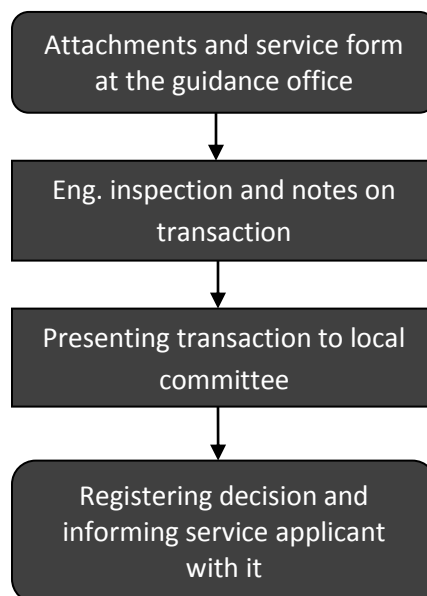 Attachments and service form
at the guidance office
Eng. inspection and notes on
transaction
Presenting transaction to local
committee
Registering decision and
informing service applicant
with it